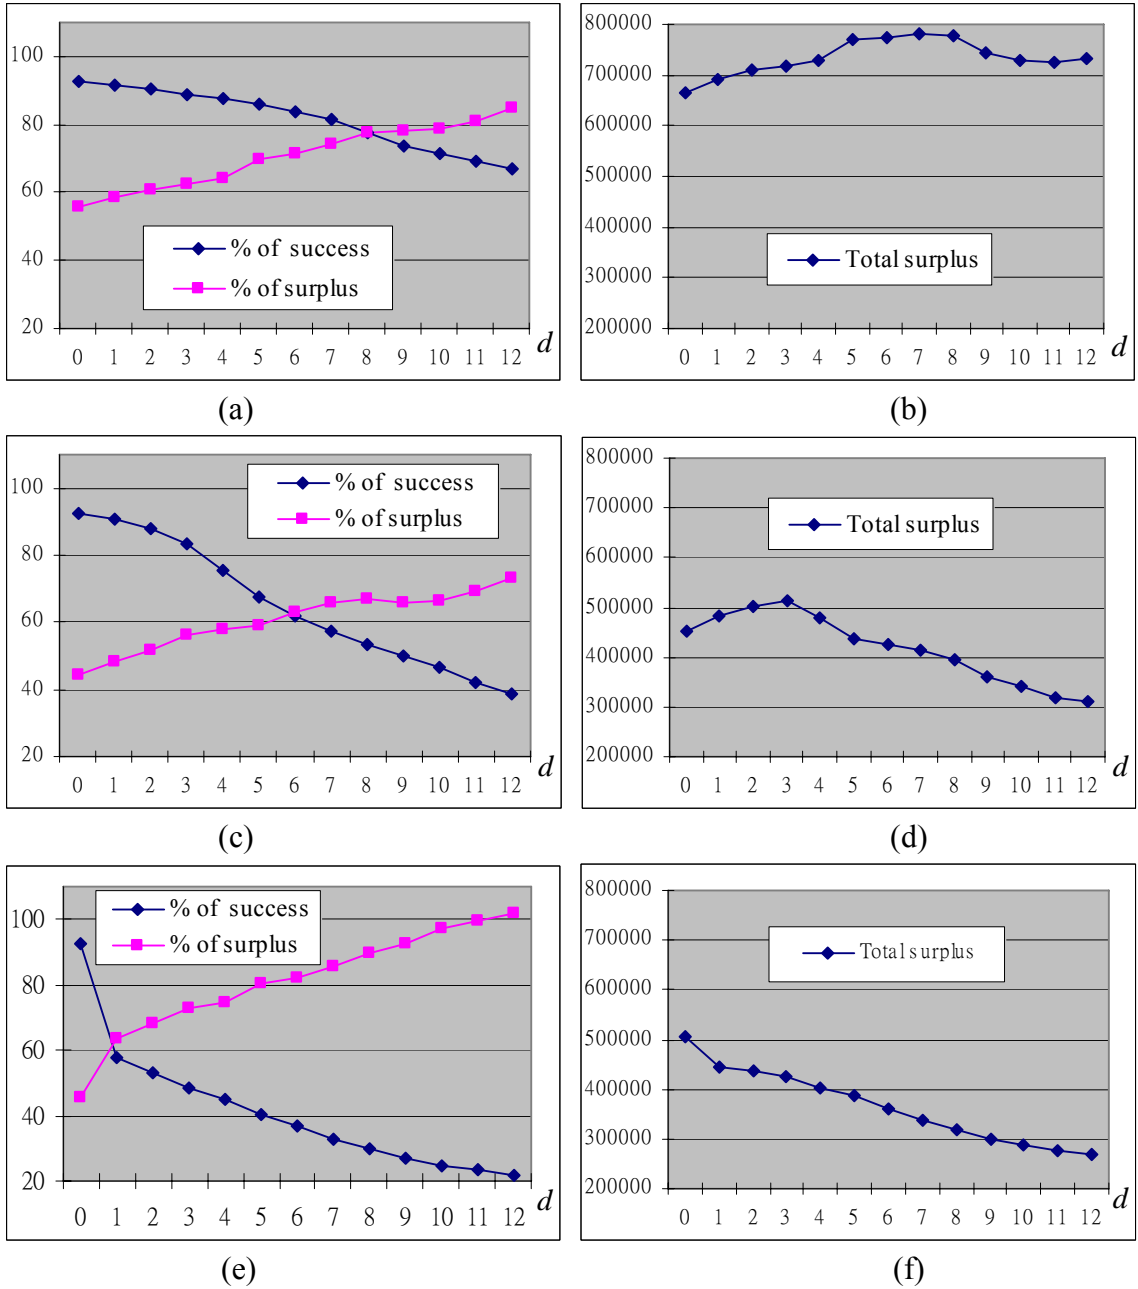 100
80
60
40
20
% of success
% of surplus
0 1 2 3 4 5 6 7 8 9 10 11 12 d
(a)
800000
700000
600000
500000
400000
300000
200000
Total surplus
0 1 2 3 4 5 6 7 8 9 10 11 12
(b)
100
80
60
40
20
% of success
% of surplus
0 1 2 3 4 5 6 7 8 9 10 11 12 d
(c)
800000
700000
600000
500000
400000
300000
200000
Total surplus
0 1 2 3 4 5 6 7 8 9 10 11 12 d
(d)
100
80
60
40
20
% of success
% of surplus
0 1 2 3 4 5 6 7 8 9 10 11 12 d
(e)
800000
700000
600000
500000
400000
300000
200000
Total surplus
0 1 2 3 4 5 6 7 8 9 10 11 12 d
(f)